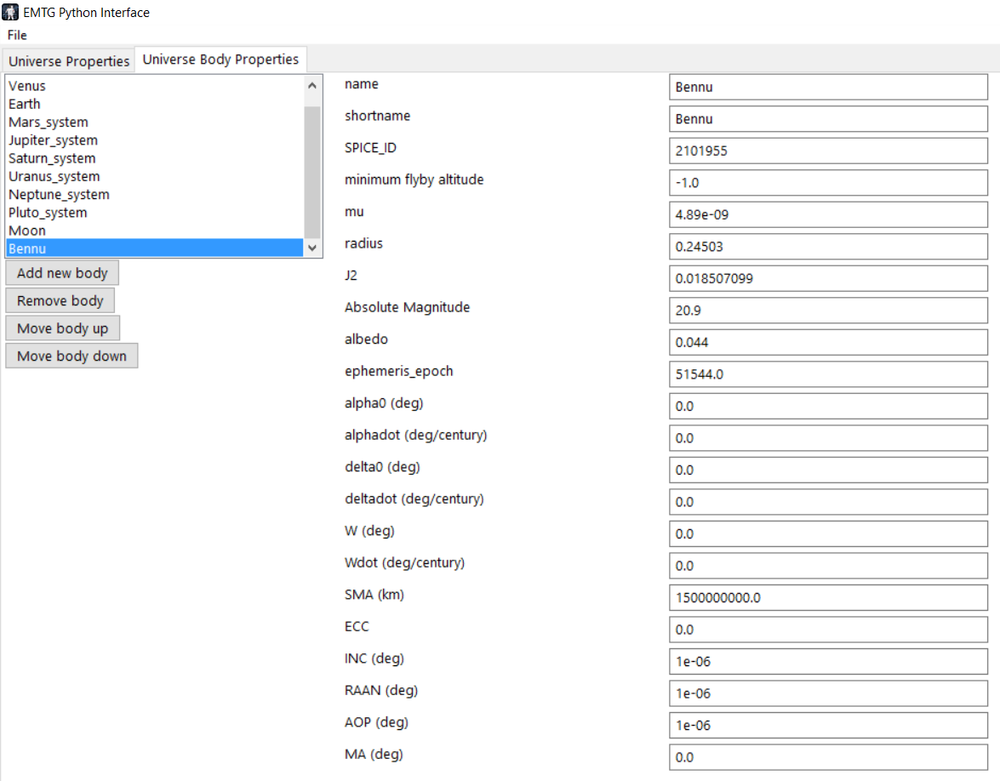 EMTG Python Interface
File
Universe Properties
Universe Body Properties
Venus
Earth
Mars_system
Jupiter_system
Saturn_system
Uranus_system
Neptune_system
Pluto_system
Moon
Bennu
Add new body
Remove body
Move body up
Move body down
name Bennu
shortname Bennu
SPICE_ID 2101955
minimum flyby altitude -1.0
mu 4.89e-09
radius 0.24503
J2 0.018507099
Absolute Magnitude 20.9
albedo 0.044
ephemeris_epoch 51544.0
alpha0 (deg) 0.0
alphadot (deg/century) 0.0
delta0 (deg) 0.0
deltadot (deg/century) 0.0
W (deg) 0.0
Wdot (deg/century) 0.0
SMA (km) 1500000000.0
ECC 0.0
INC (deg) 1e-06
RAAN (deg) 1e-06
AOP (deg) 1e-06
MA (deg) 0.0